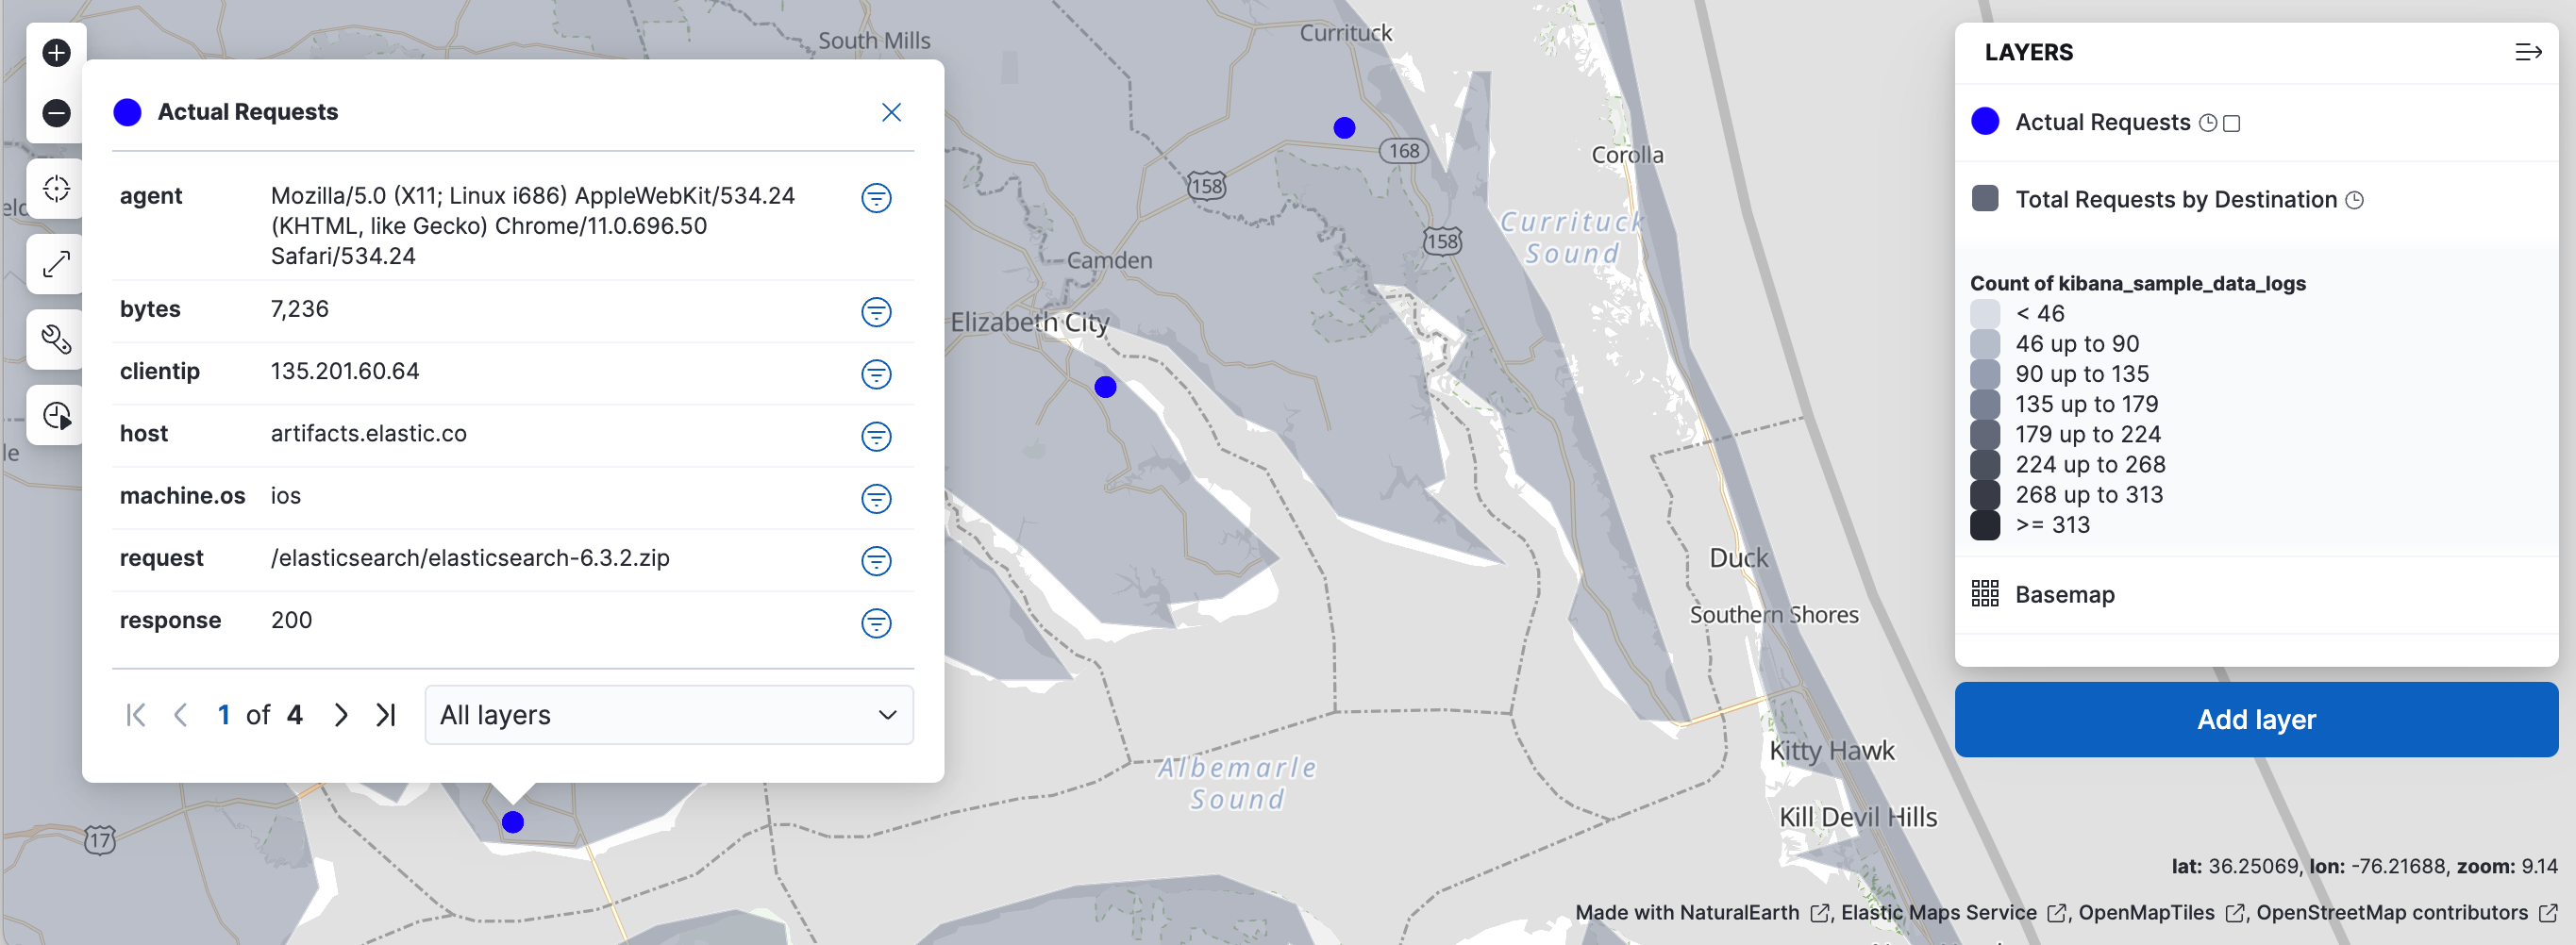 South Mills
Currituck
Actual Requests
agent Mozilla/5.0 (X11; Linux i686) AppleWebKit/534.24
(KHTML, like Gecko) Chrome/11.0.696.50
Safari/534.24
bytes 7,236
clientip 135.201.60.64
host artifacts.elastic.co
machine.os ios
request /elasticsearch/elasticsearch-6.3.2.zip
response 200
1 of 4 All layers
168
158
Corolla
158
Currituck
Sound
Camden
Elizabeth City
Duck
Southern Shores
Kitty Hawk
Albemarle
Sound
Kill Devil Hills
17
le
LAYERS
Actual Requests
Total Requests by Destination
Count of kibana_sample_data_logs
< 46
46 up to 90
90 up to 135
135 up to 179
179 up to 224
224 up to 268
268 up to 313
>= 313
Basemap
Add layer
lat: 36.25069, lon: -76.21688, zoom: 9.14
Made with NaturalEarth , Elastic Maps Service , OpenMapTiles , OpenStreetMap contributors